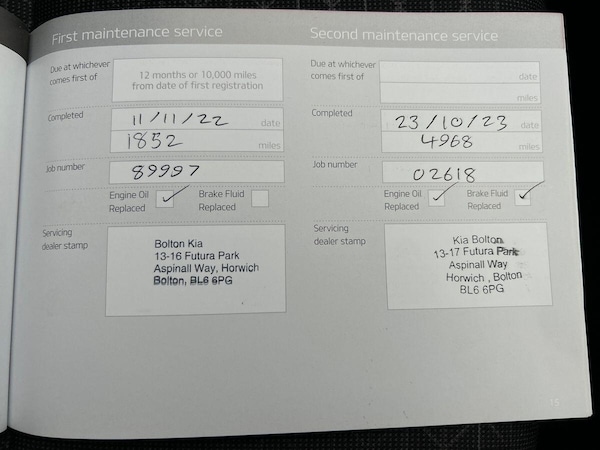 First maintenance service
Due at whichever
comes first of
12 months or 10,000 miles
from date of first registration
Completed
11/11/22 date
1852 miles
Job number
89997
Engine Oil
Replaced
Brake Fluid
Replaced
Servicing
dealer stamp
Bolton Kia
13-16 Futura Park
Aspinall Way, Horwich
Bolton, BL6 6PG
Second maintenance service
Due at whichever
comes first of
date
miles
Completed
23/10/23 date
4968 miles
Job number
02618
Engine Oil
Replaced
Brake Fluid
Replaced
Servicing
dealer stamp
Kia Bolton
13-17 Futura Park
Aspinall Way
Horwich , Bolton
BL6 6PG